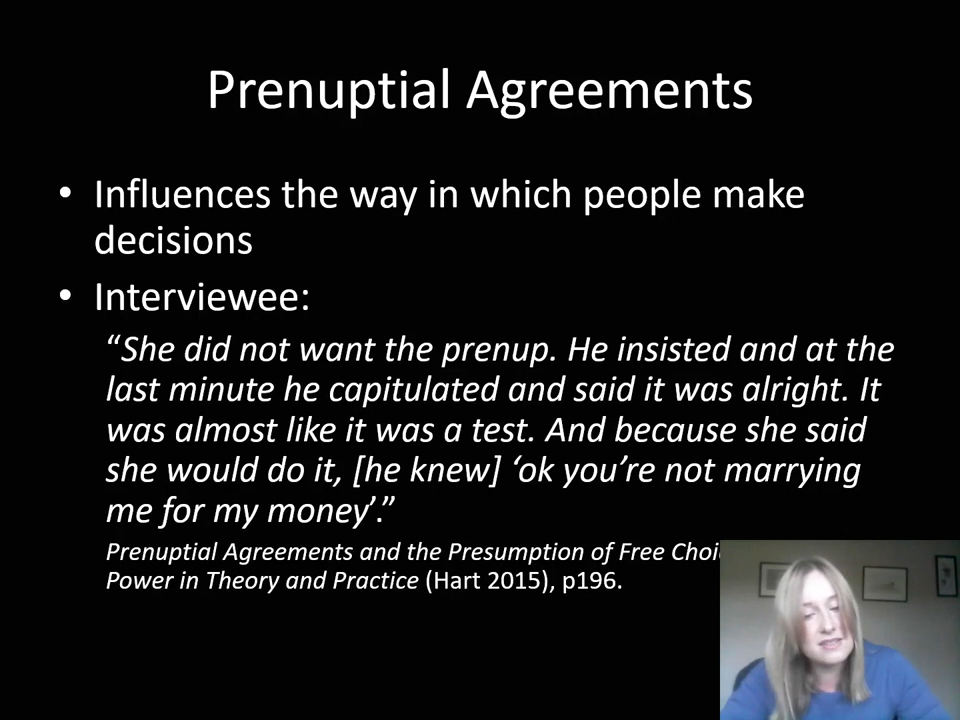 Prenuptial Agreements
• Influences the way in which people make
decisions
• Interviewee:
“She did not want the prenup. He insisted and at the
last minute he capitulated and said it was alright. It
was almost like it was a test. And because she said
she would do it, [he knew] ‘ok you’re not marrying
me for my money’.”
Prenuptial Agreements and the Presumption of Free
Power in Theory and Practice (Hart 2015), p196.